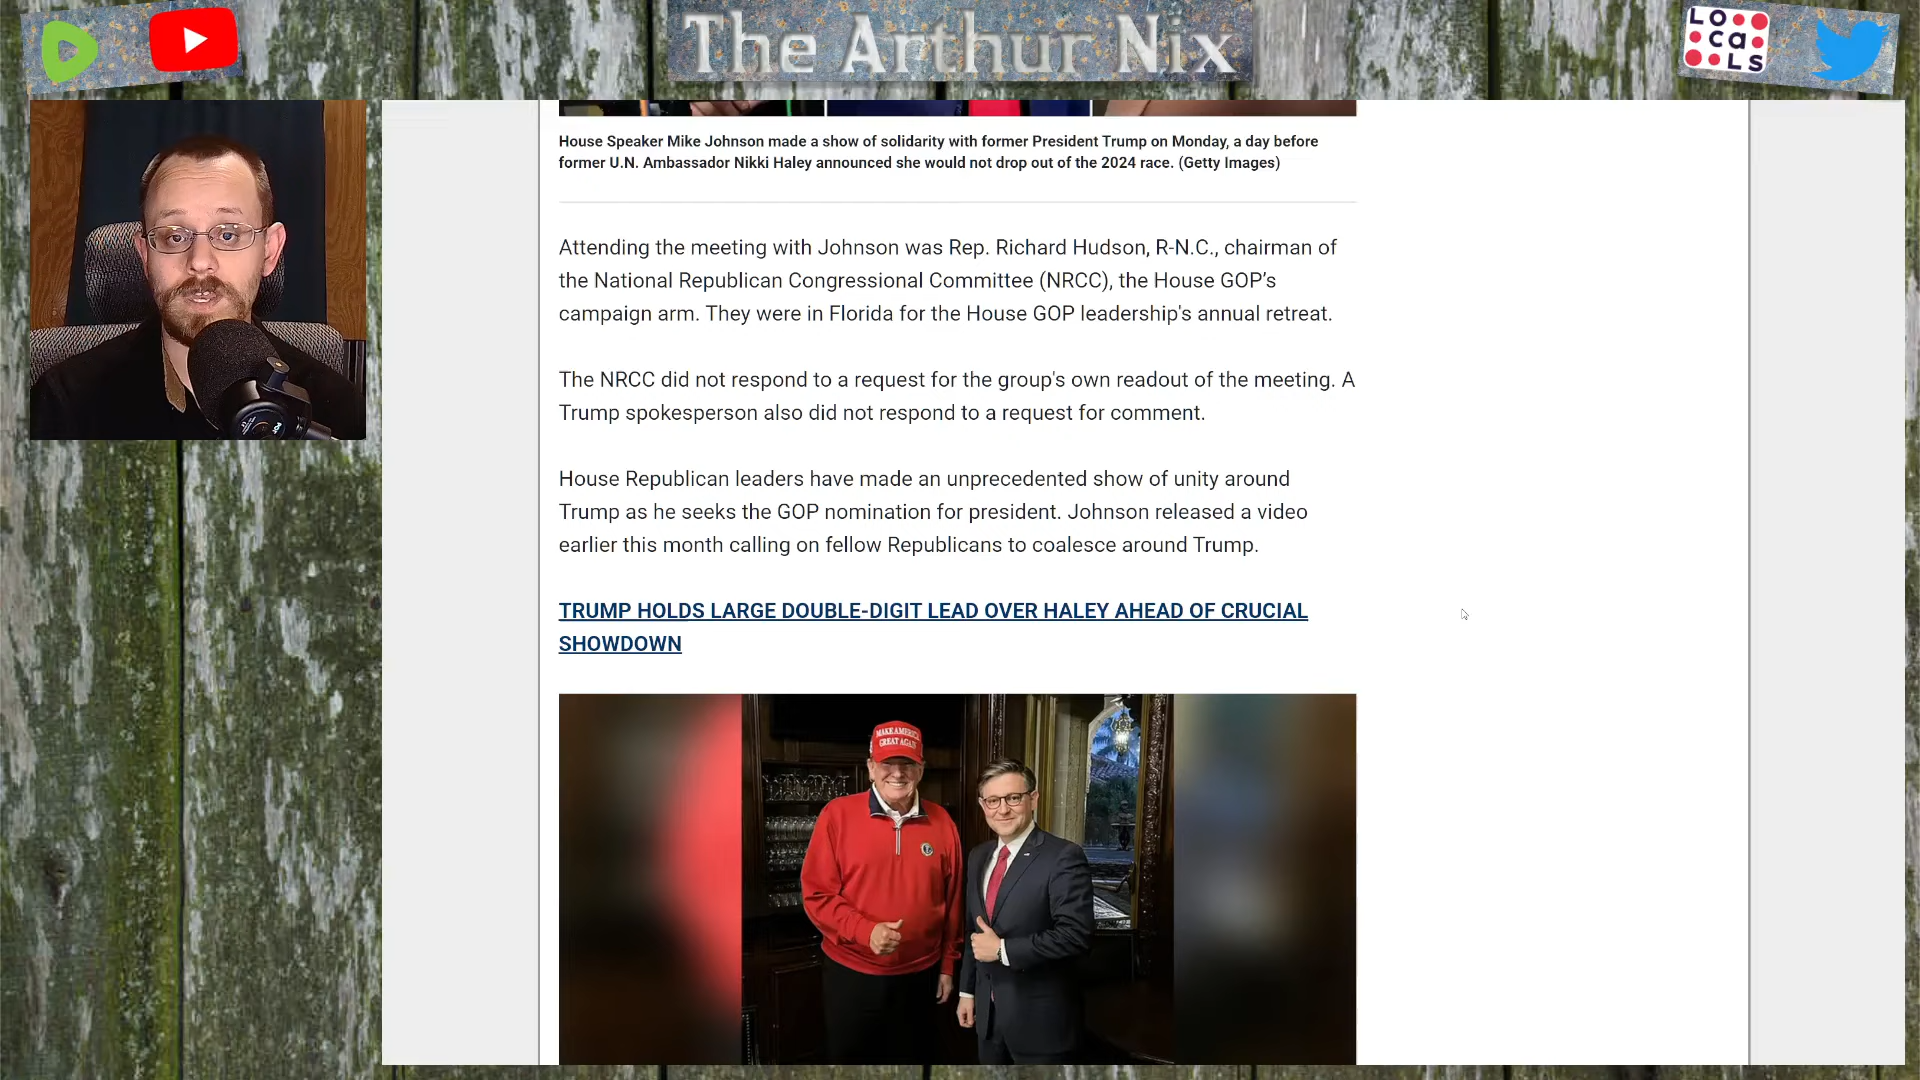 The Arthur Nix
LO
ca
LS
House Speaker Mike Johnson made a show of solidarity with former President Trump on Monday, a day before
former U.N. Ambassador Nikki Haley announced she would not drop out of the 2024 race. (Getty Images)
Attending the meeting with Johnson was Rep. Richard Hudson, R-N.C., chairman of
the National Republican Congressional Committee (NRCC), the House GOP’s
campaign arm. They were in Florida for the House GOP leadership's annual retreat.
The NRCC did not respond to a request for the group's own readout of the meeting. A
Trump spokesperson also did not respond to a request for comment.
House Republican leaders have made an unprecedented show of unity around
Trump as he seeks the GOP nomination for president. Johnson released a video
earlier this month calling on fellow Republicans to coalesce around Trump.
TRUMP HOLDS LARGE DOUBLE-DIGIT LEAD OVER HALEY AHEAD OF CRUCIAL
SHOWDOWN
MAKE AMERICA
GREAT AGAIN